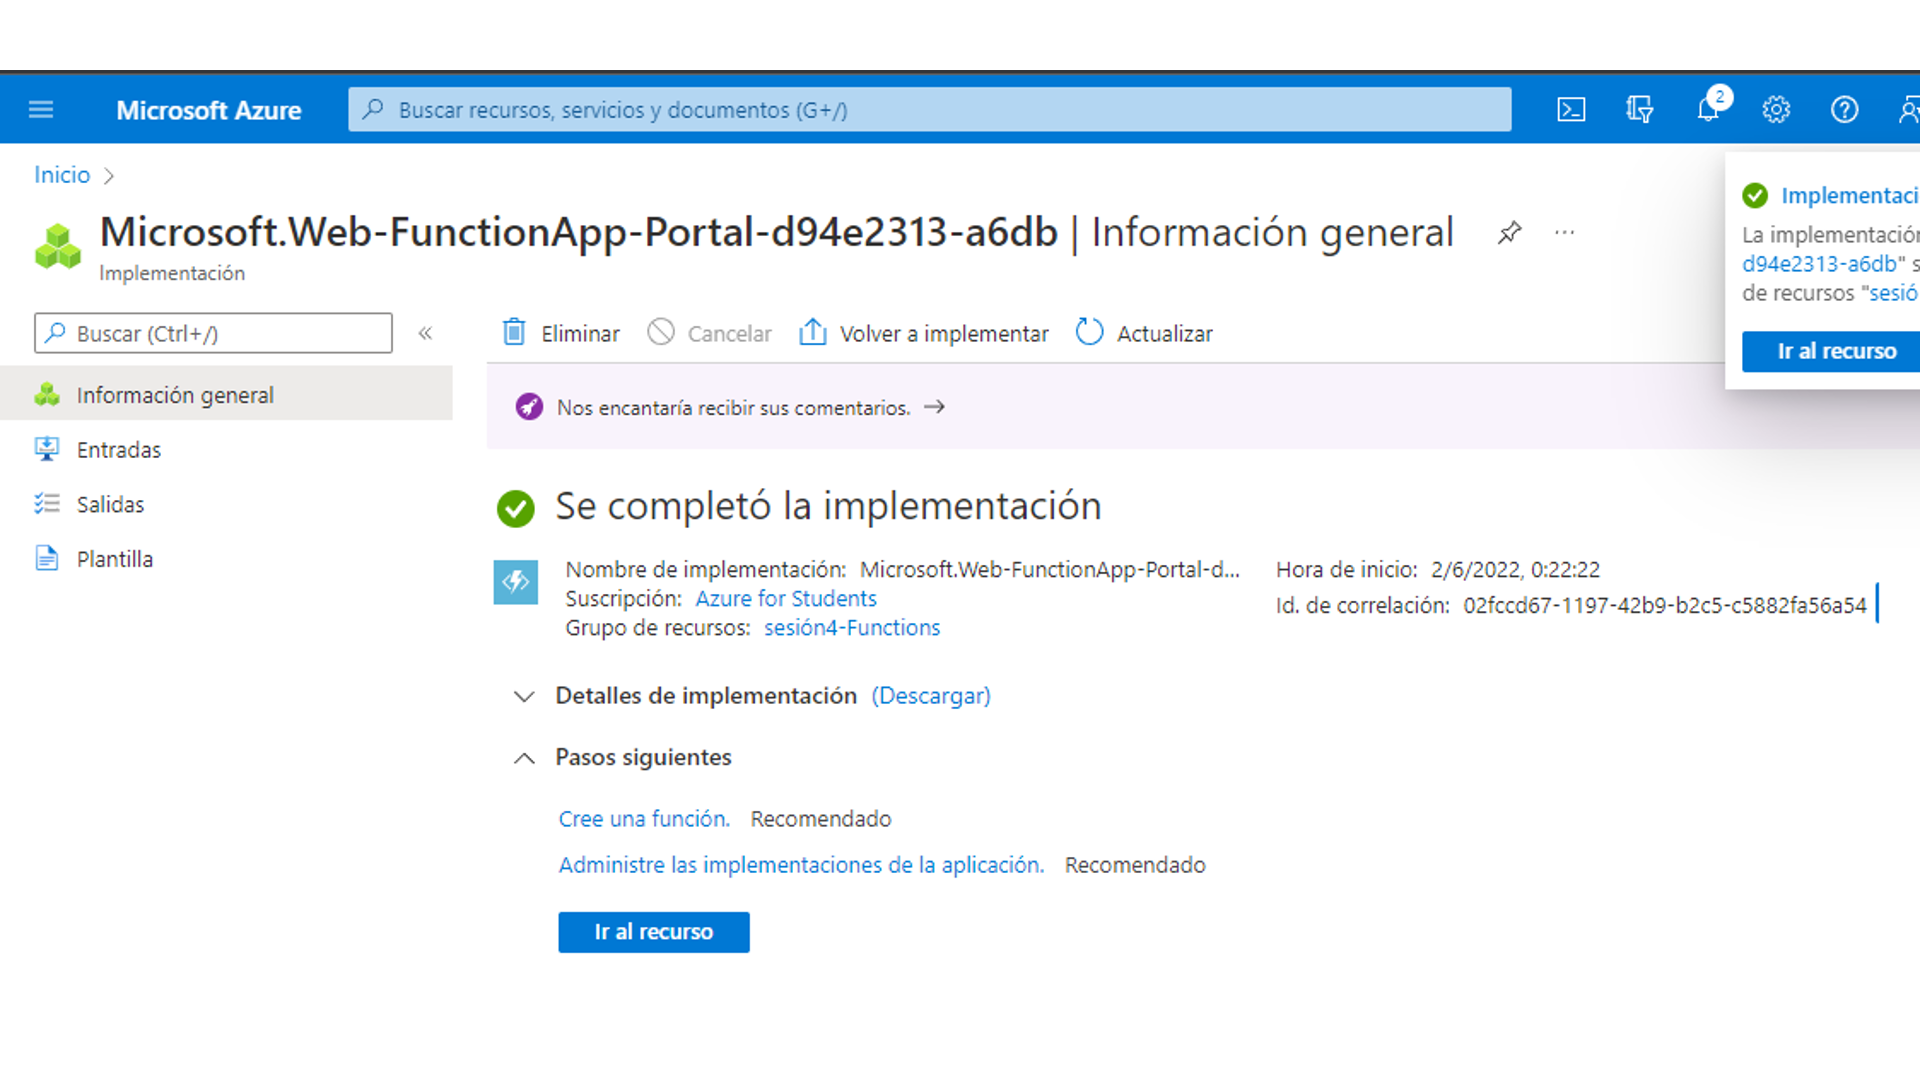 Microsoft Azure
Buscar recursos, servicios y documentos (G+/)
2
Inicio
Microsoft.Web-FunctionApp-Portal-d94e2313-a6db | Información general
Implementación
Implementaci
La implementación
d94e2313-a6db" s
de recursos "sesió
Ir al recurso
Buscar (Ctrl+/)
Información general
Entradas
Salidas
Plantilla
Eliminar
Cancelar
Volver a implementar
Actualizar
Nos encantaría recibir sus comentarios.
Se completó la implementación
Nombre de implementación: Microsoft.Web-FunctionApp-Portal-d...
Suscripción: Azure for Students
Grupo de recursos: sesión4-Functions
Hora de inicio: 2/6/2022, 0:22:22
Id. de correlación: 02fccd67-1197-42b9-b2c5-c5882fa56a54
Detalles de implementación (Descargar)
Pasos siguientes
Cree una función. Recomendado
Administre las implementaciones de la aplicación. Recomendado
Ir al recurso